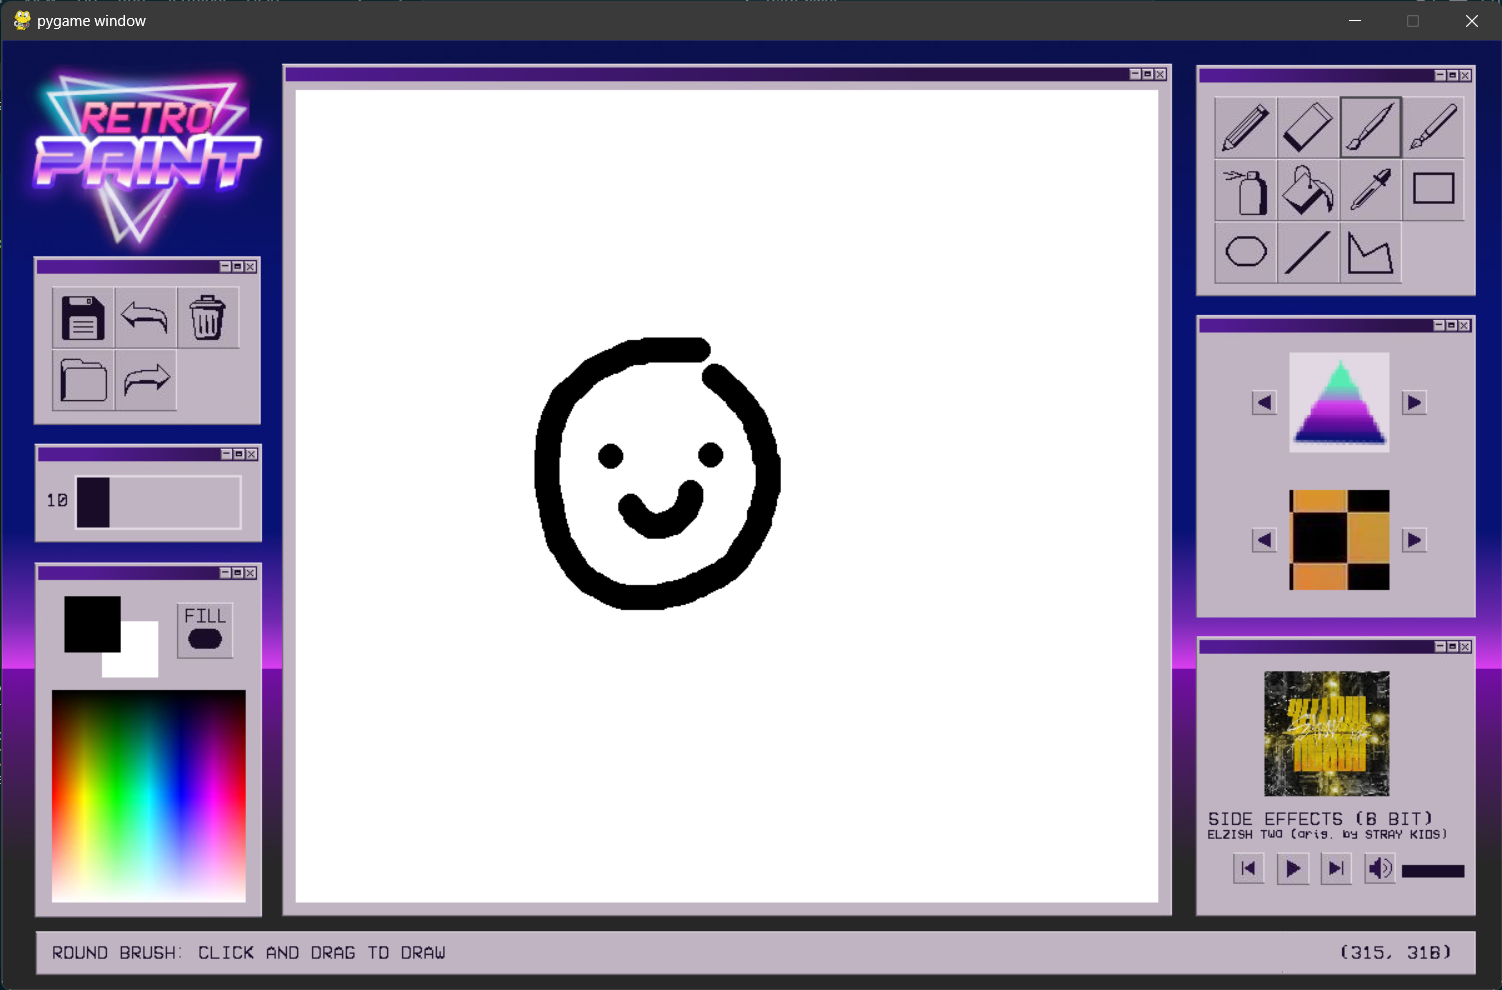 pygame window
RETRO
PAINT
10
FILL
SIDE EFFECTS (8 BIT)
ELZISH TWO (orig. by STRAY KIDS)
ROUND BRUSH: CLICK AND DRAG TO DRAW
(315, 318)